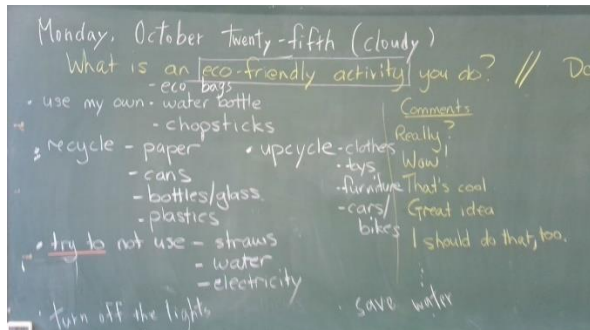 Monday, October Twenty-fifth (cloudy)
What is an eco-friendly activity you do? // Do
- eco bags
• use my own - water bottle
- chopsticks
• recycle - paper
- cans
- bottles/glass
- plastics
• upcycle - clothes
- toys
- furniture
- cars/
bikes
Comments
Really?
Wow!
That's cool
Great idea
I should do that, too.
• try to not use - straws
- water
- electricity
• turn off the lights
• save water